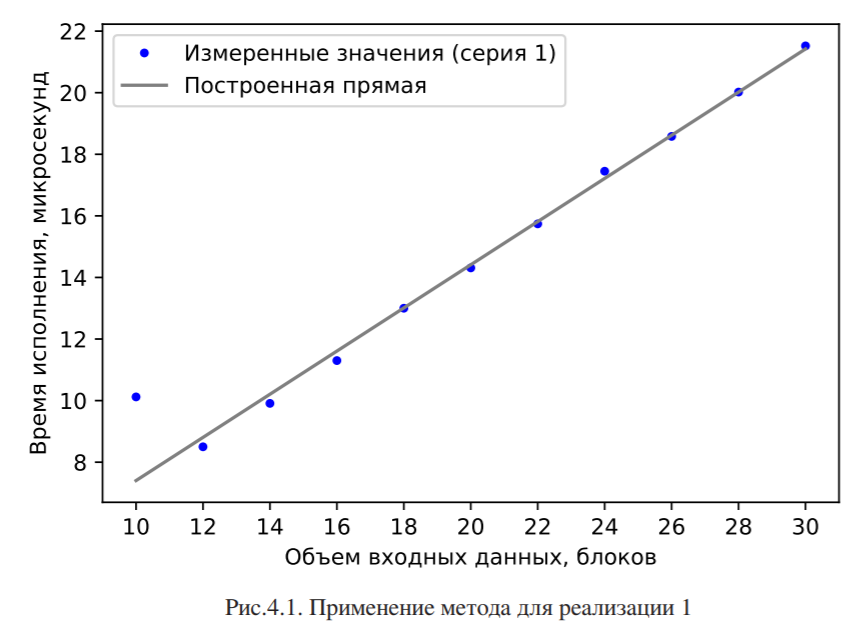 22
20
18
16
14
12
10
8
Время исполнения, микросекунд
Измеренные значения (серия 1)
Построенная прямая
10 12 14 16 18 20 22 24 26 28 30
Объем входных данных, блоков
Рис.4.1. Применение метода для реализации 1